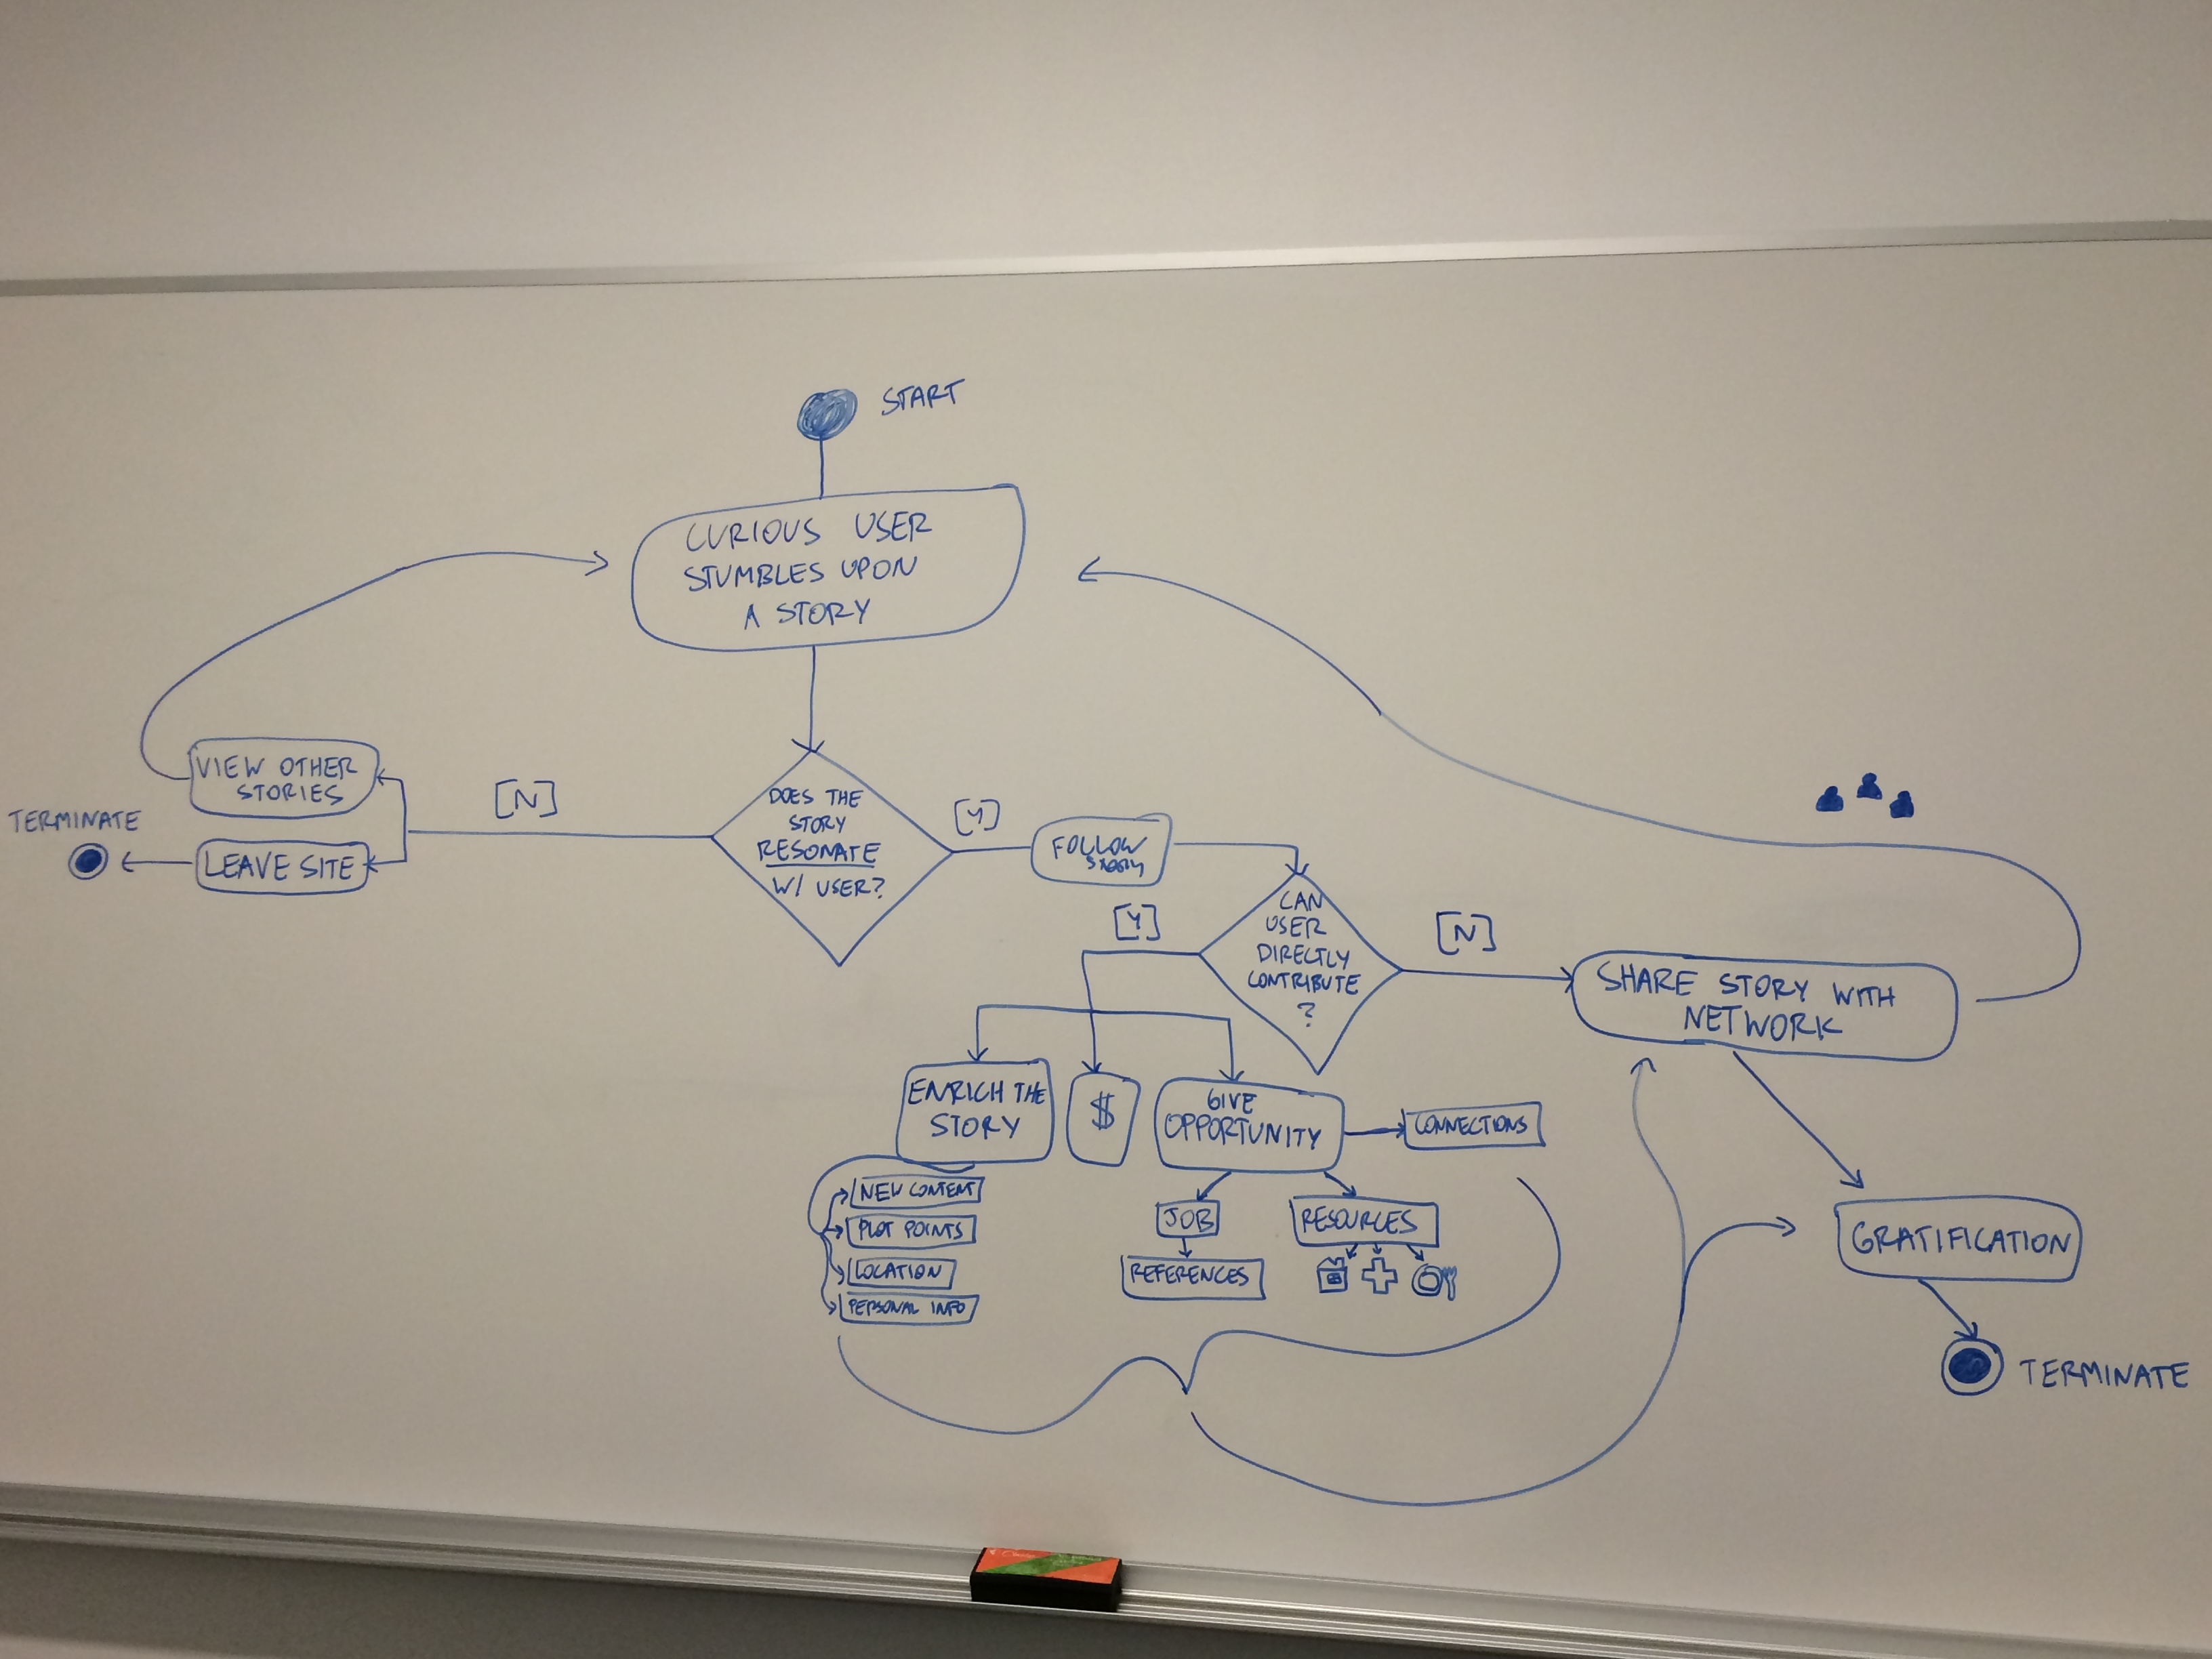 START
CURIOUS USER
STUMBLES UPON
A STORY
VIEW OTHER
STORIES
TERMINATE
LEAVE SITE
[N]
DOES THE
STORY
RESONATE
W/ USER?
[Y]
FOLLOW
STORY
CAN
USER
DIRECTLY
CONTRIBUTE
?
[Y]
[N]
SHARE STORY WITH
NETWORK
ENRICH THE
STORY
$
GIVE
OPPORTUNITY
CONNECTIONS
NEW CONTENT
PLOT POINTS
LOCATION
PERSONAL INFO
JOB
REFERENCES
RESOURCES
GRATIFICATION
TERMINATE